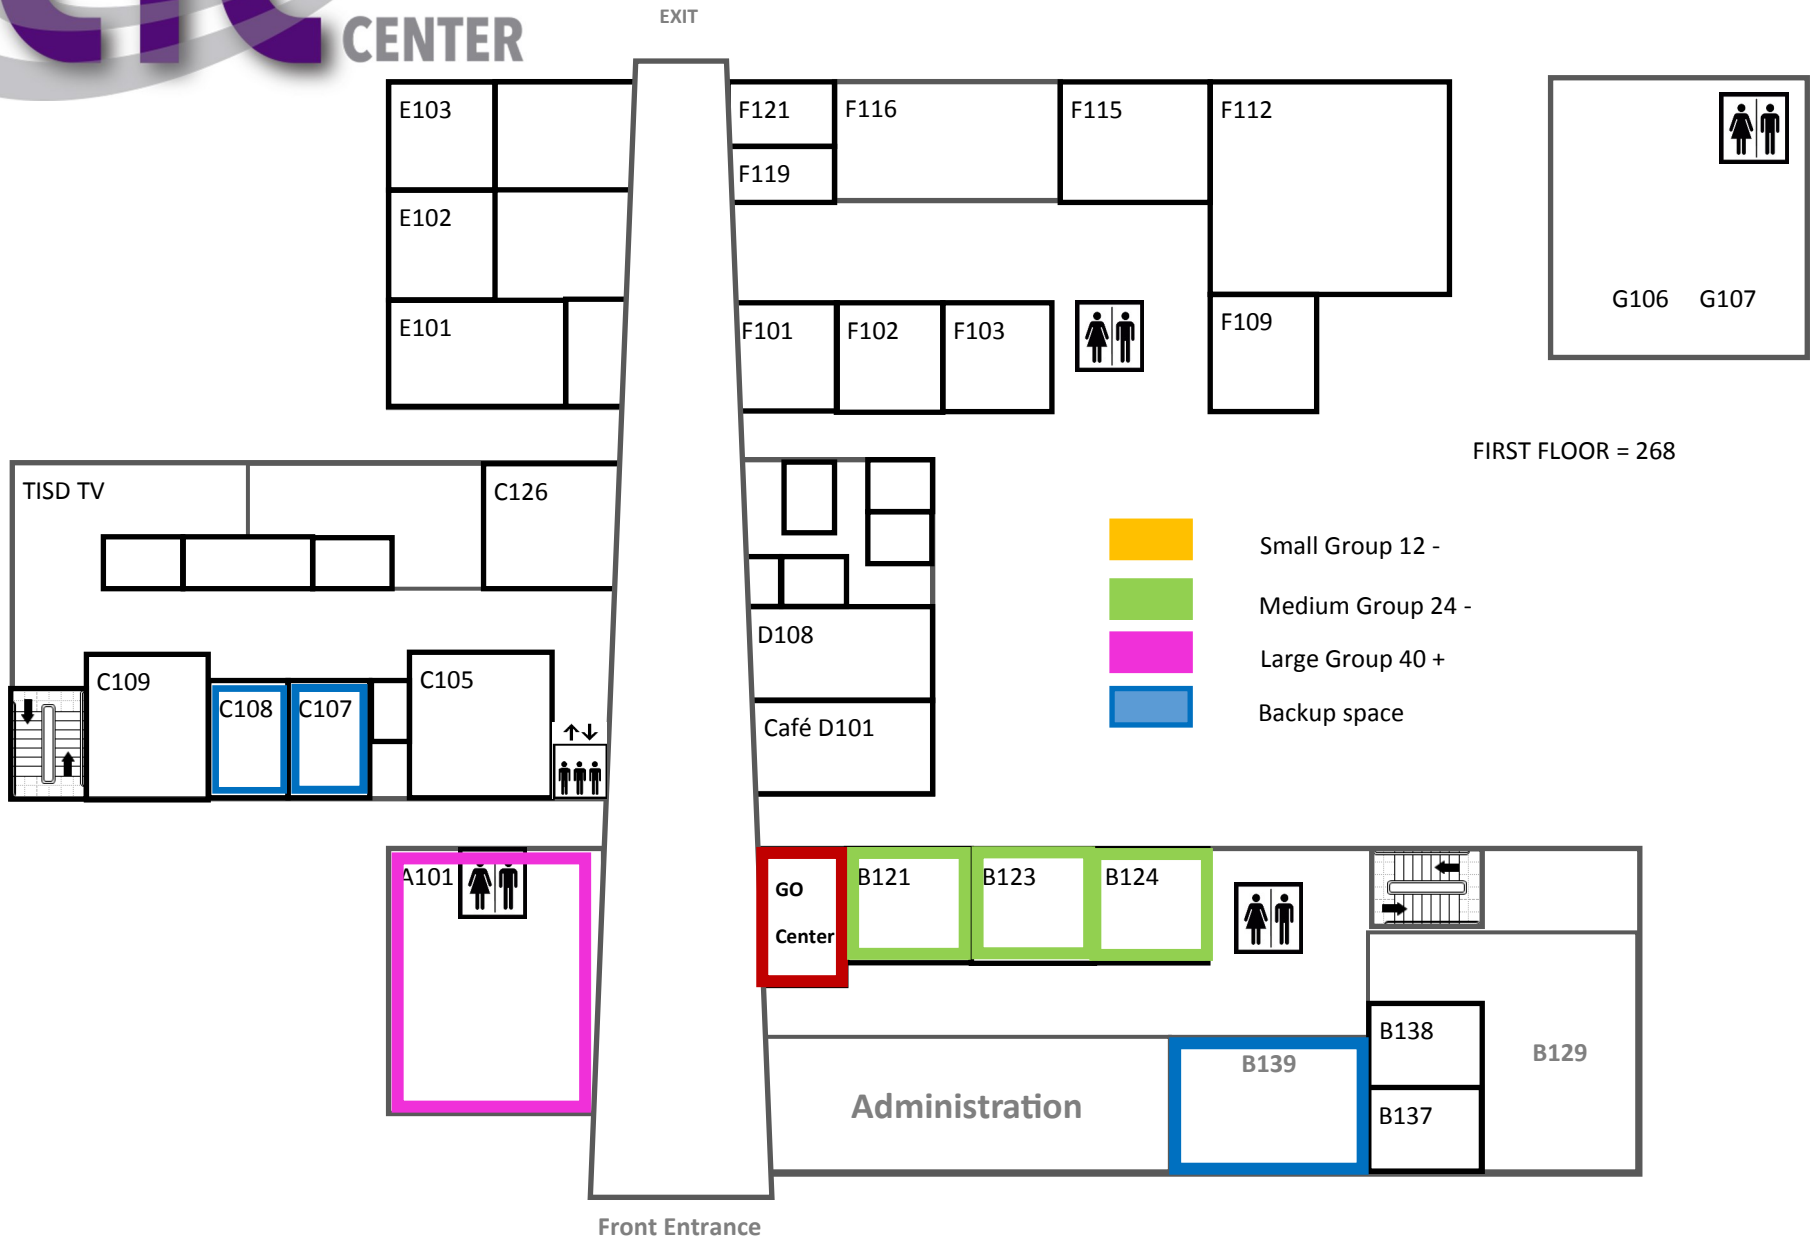 CTC
CENTER
EXIT
E103
F121
F116
F115
F112
F119
E102
G106
G107
E101
F101
F102
F103
F109
FIRST FLOOR = 268
TISD TV
C126
Small Group 12 -
Medium Group 24 -
D108
Large Group 40 +
C109
C105
C108
C107
Backup space
Café D101
A101
GO
Center
B121
B123
B124
B138
B139
B129
Administration
B137
Front Entrance